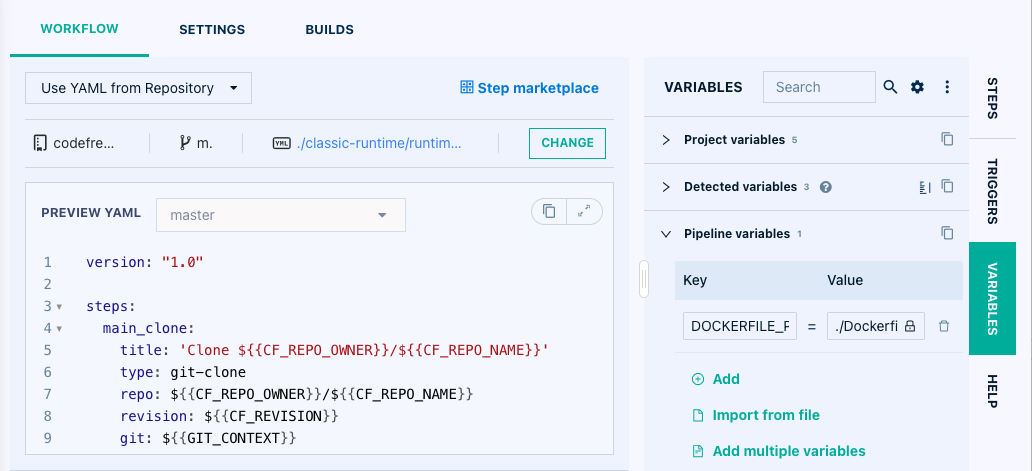 WORKFLOW SETTINGS BUILDS
Use YAML from Repository
Step marketplace
codefre... m. YML ./classic-runtime/runtim... CHANGE
PREVIEW YAML master
1 version: "1.0"
2
3 steps:
4 main_clone:
5 title: 'Clone ${{CF_REPO_OWNER}}/${{CF_REPO_NAME}}'
6 type: git-clone
7 repo: ${{CF_REPO_OWNER}}/${{CF_REPO_NAME}}
8 revision: ${{CF_REVISION}}
9 git: ${{GIT_CONTEXT}}
VARIABLES Search
Project variables 5
Detected variables 3 ?
Pipeline variables 1
Key Value
DOCKERFILE_F = ./Dockerfi
Add
Import from file
Add multiple variables
STEPS
TRIGGERS
VARIABLES
HELP